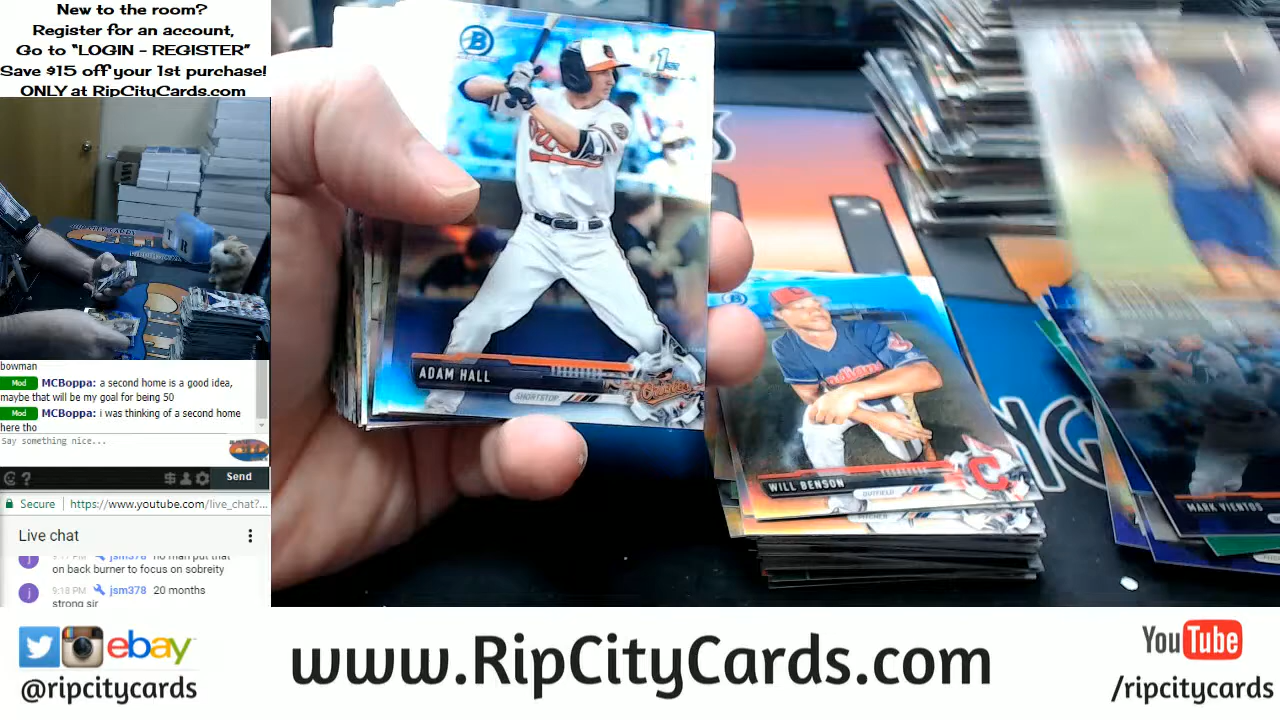 New to the room?
Register for an account,
Go to "LOGIN - REGISTER"
Save $15 off your 1st purchase!
ONLY at RipCityCards.com
bowman
Mod MCBoppa: a second home is a good idea,
maybe that will be my goal for being 50
Mod MCBoppa: i was thinking of a second home
here tho
Say something nice...
Send
Secure https://www.youtube.com/live_chat?...
Live chat
jsm378 no man put that
on back burner to focus on sobreity
j 9:18 PM jsm378 20 months
strong sir
B
1st
Orioles
ADAM HALL
SHORTSTOP
Indians
WILL BENSON
OUTFIELD
PITCHER
C
MARK VIENTOS
ebay
@ripcitycards
www.RipCityCards.com
YouTube
/ripcitycards